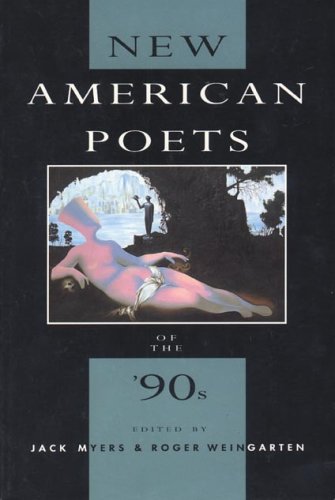 NEW
AMERICAN
POETS
OF
THE
'90s
EDITED BY
JACK MYERS & ROGER WEINGARTEN